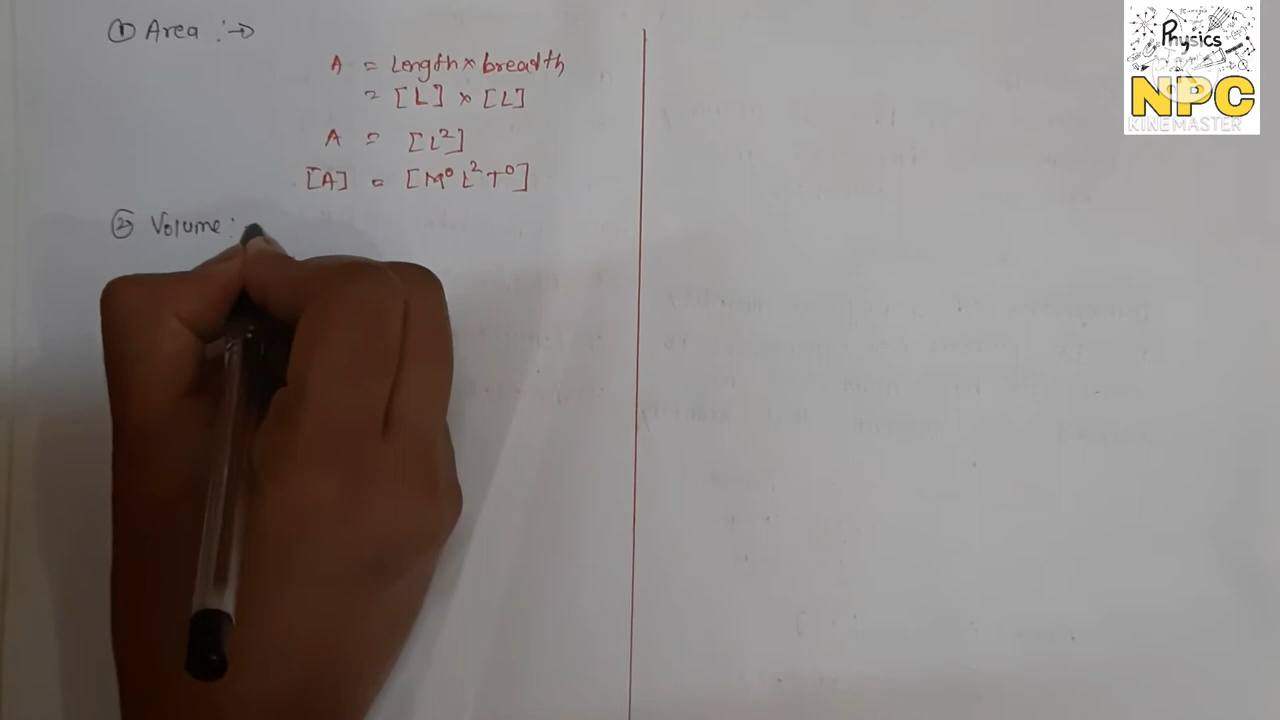 ① Area :→
A = Length × breadth
= [L] × [L]
A = [L²]
[A] = [M⁰ L² T⁰]
② Volume :
Physics
NPC
KINEMASTER